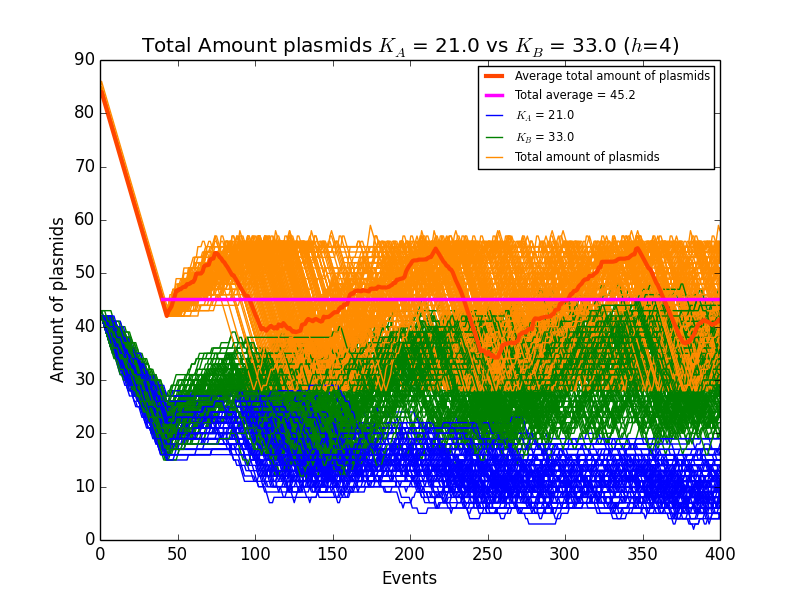 Total Amount plasmids K_A = 21.0 vs K_B = 33.0 (h=4)
Average total amount of plasmids
Total average = 45.2
K_A = 21.0
K_B = 33.0
Total amount of plasmids
Amount of plasmids
90
80
70
60
50
40
30
20
10
0
0 50 100 150 200 250 300 350 400
Events